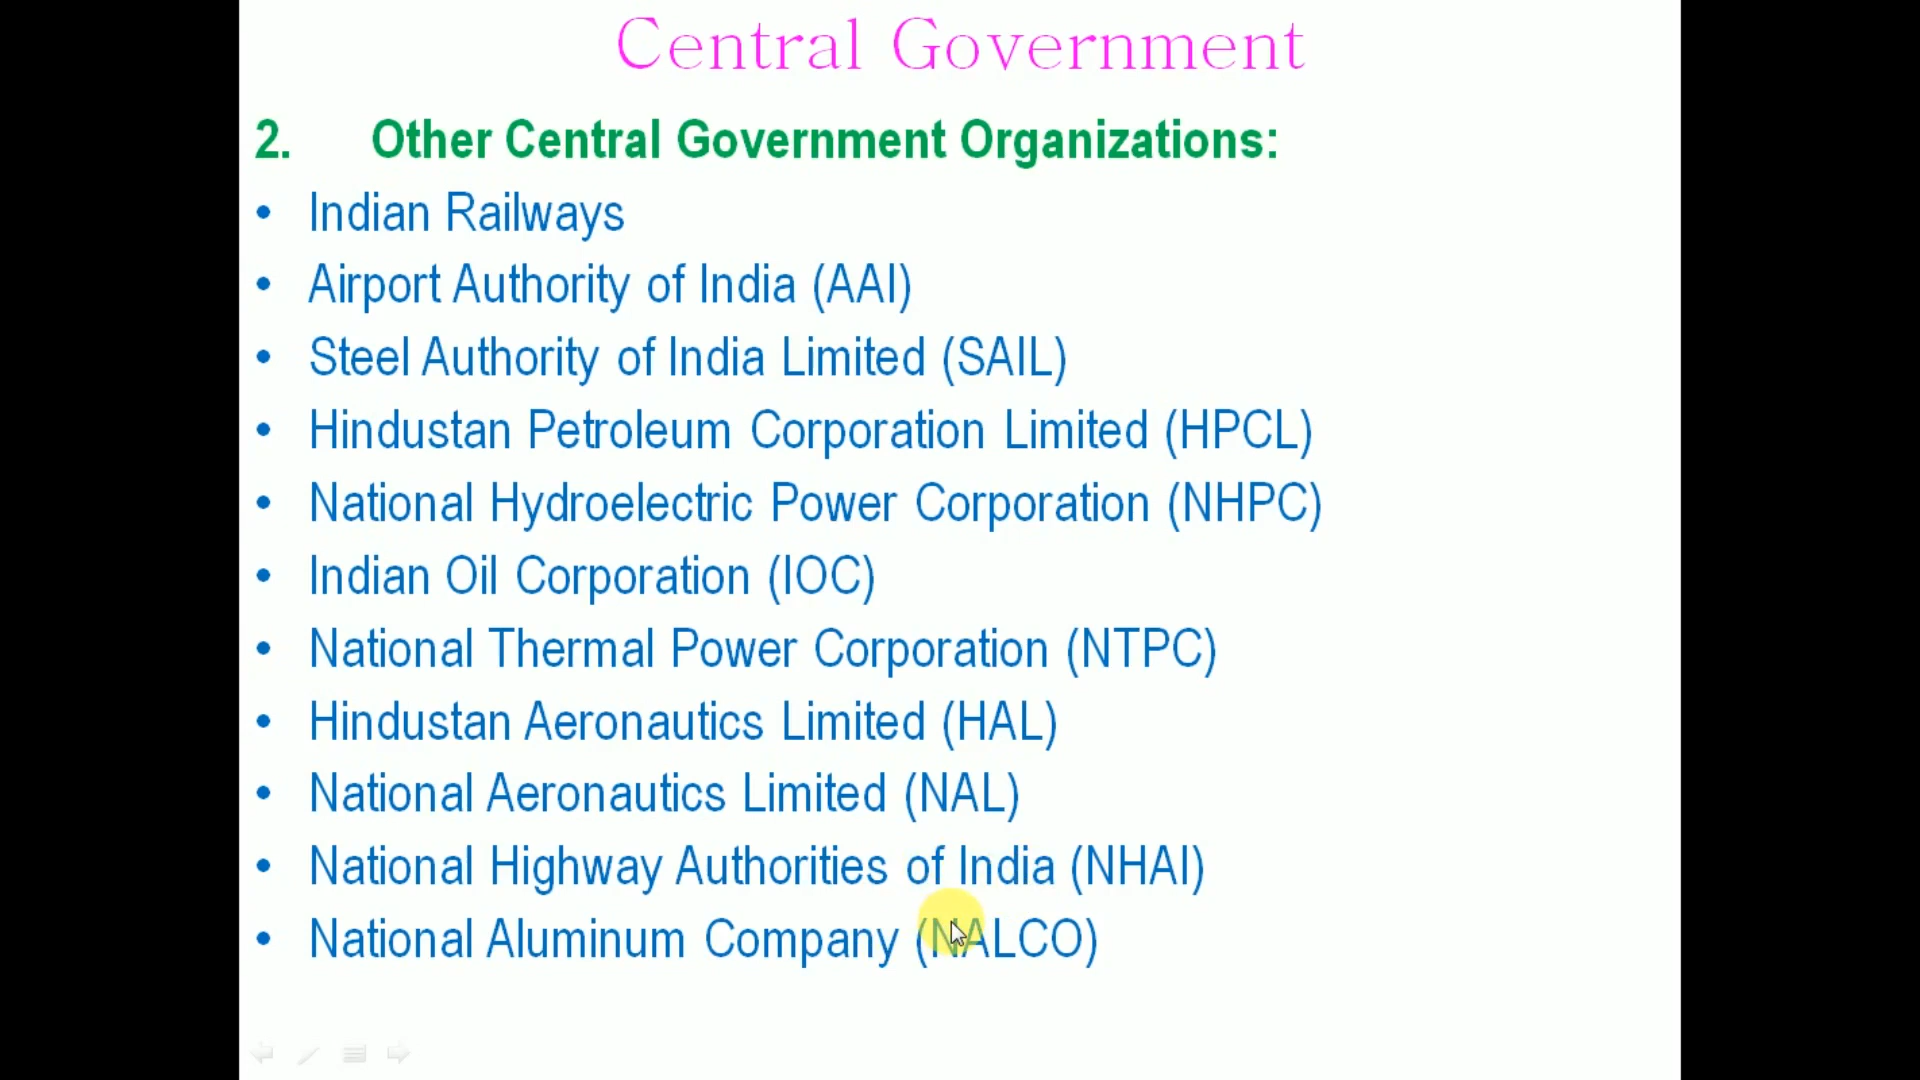 Central Government
2. Other Central Government Organizations:
• Indian Railways
• Airport Authority of India (AAI)
• Steel Authority of India Limited (SAIL)
• Hindustan Petroleum Corporation Limited (HPCL)
• National Hydroelectric Power Corporation (NHPC)
• Indian Oil Corporation (IOC)
• National Thermal Power Corporation (NTPC)
• Hindustan Aeronautics Limited (HAL)
• National Aeronautics Limited (NAL)
• National Highway Authorities of India (NHAI)
• National Aluminum Company (NALCO)